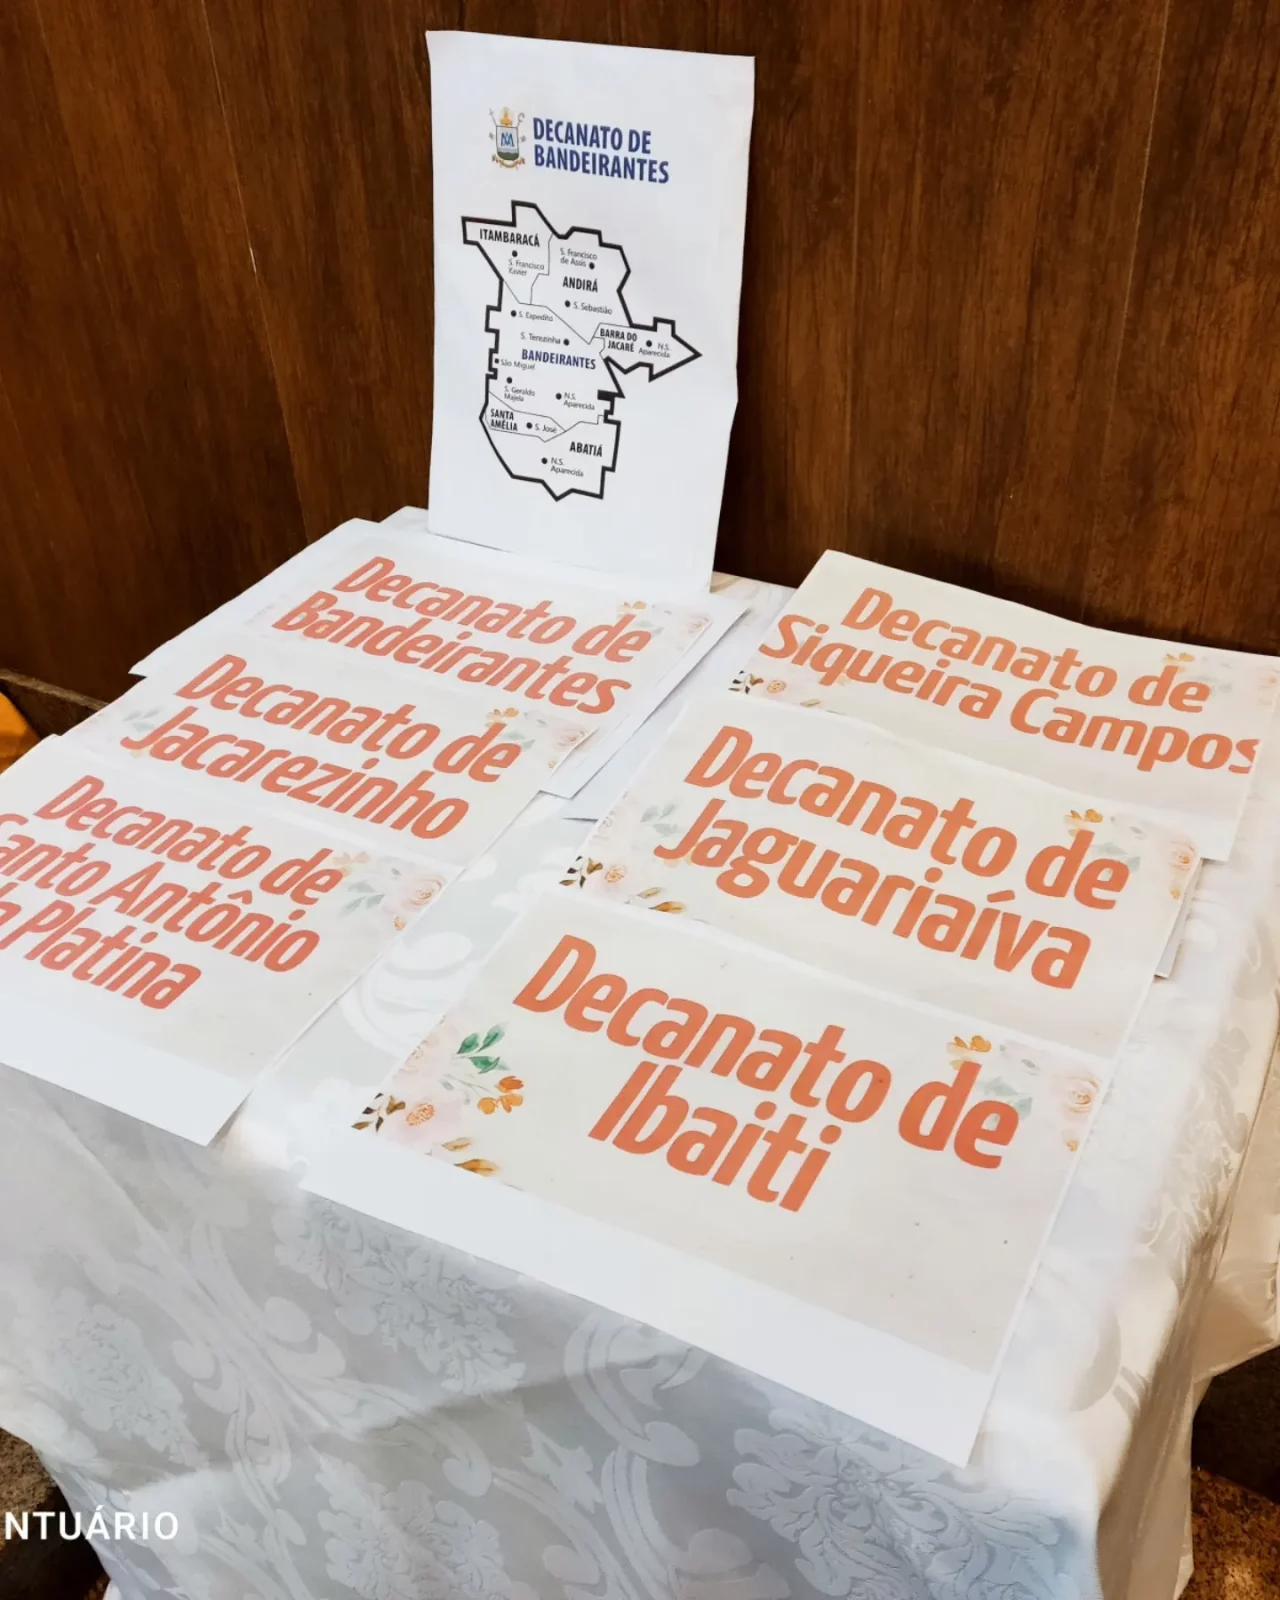 DECANATO DE
BANDEIRANTES
ITAMBARACÁ
S. Francisco
Xavier
S. Francisco
de Assis
ANDIRÁ
S. Sebastião
S. Expedito
S. Terezinha
BARRA DO
JACARÉ
N.S.
Aparecida
BANDEIRANTES
São Miguel
S. Geraldo
Majela
N.S.
Aparecida
SANTA
AMÉLIA
S. José
ABATIÁ
N.S.
Aparecida
Decanato de
Bandeirantes
Decanato de
Jacarezinho
Decanato de
Santo Antônio
da Platina
Decanato de
Siqueira Campos
Decanato de
Jaguariaíva
Decanato de
Ibaiti
NTUÁRIO